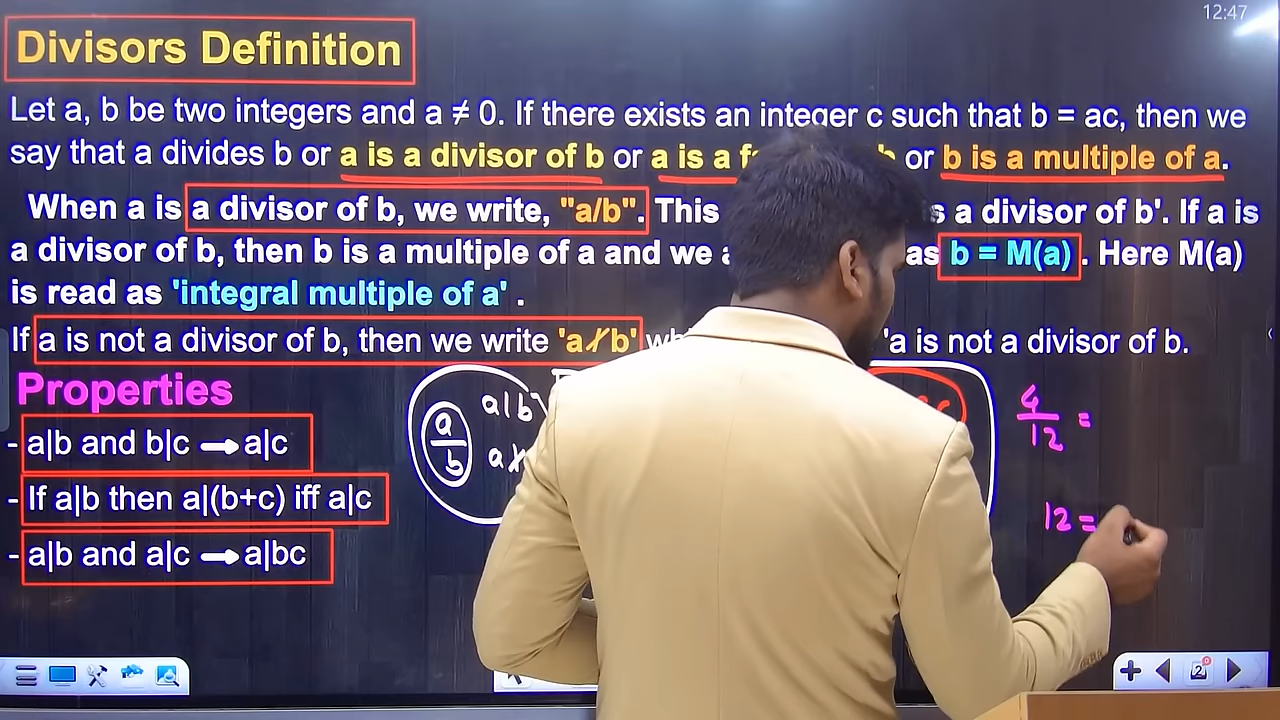 12:47
Divisors Definition
Let a, b be two integers and a ≠ 0. If there exists an integer c such that b = ac, then we
say that a divides b or a is a divisor of b or a is a or b is a multiple of a.
When a is a divisor of b, we write, "a/b". This a divisor of b'. If a is
a divisor of b, then b is a multiple of a and we as b = M(a) . Here M(a)
is read as 'integral multiple of a' .
If a is not a divisor of b, then we write 'a∤b' 'a is not a divisor of b.
Properties
- a|b and b|c → a|c
- If a|b then a|(b+c) iff a|c
- a|b and a|c → a|bc
a/b
a|b
a
4/12 =
12 =
2